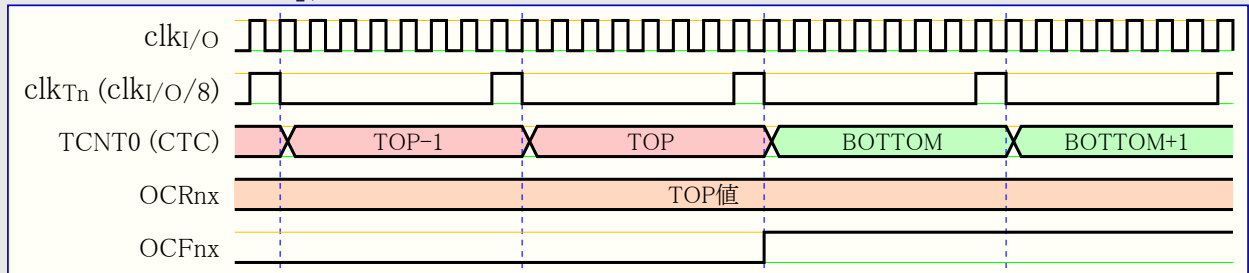 clkI/O
clkTn (clkI/O/8)
TCNT0 (CTC) TOP-1 TOP BOTTOM BOTTOM+1
OCRnx TOP値
OCFnx